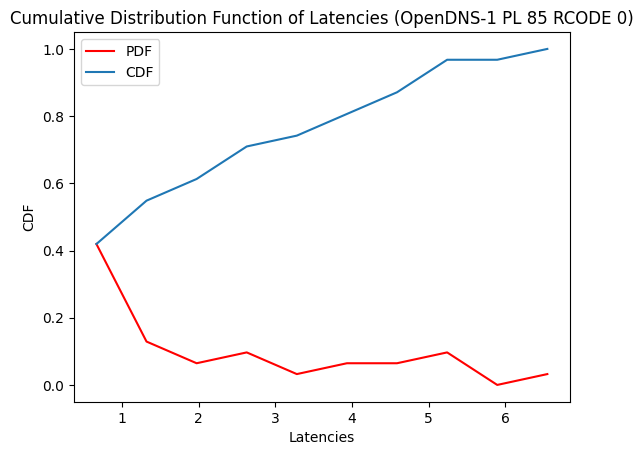 Cumulative Distribution Function of Latencies (OpenDNS-1 PL 85 RCODE 0)
PDF
CDF
1.0
0.8
0.6
0.4
0.2
0.0
CDF
1 2 3 4 5 6
Latencies